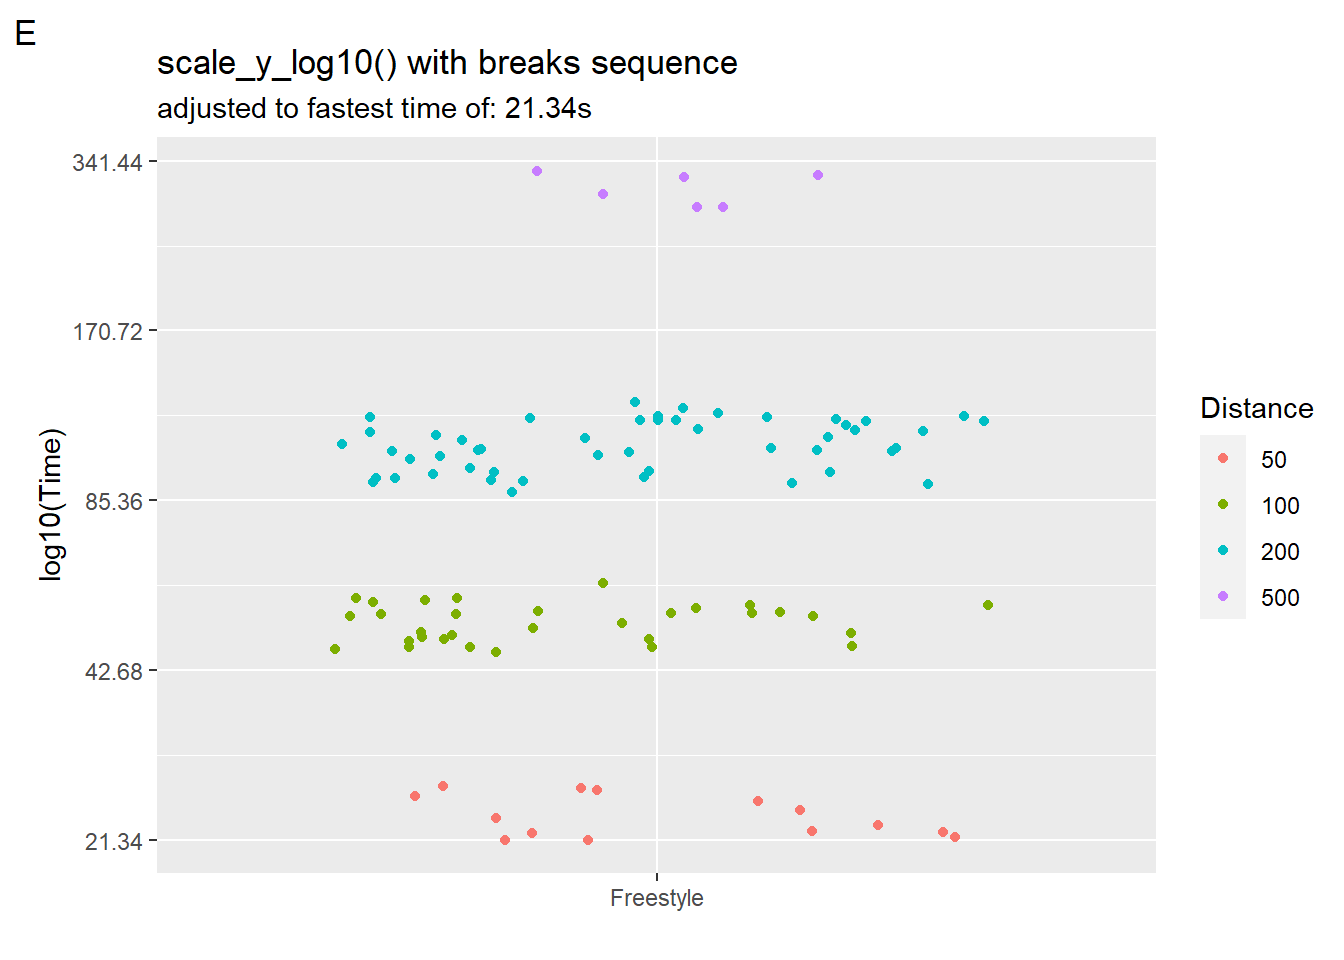 E
scale_y_log10() with breaks sequence
adjusted to fastest time of: 21.34s
341.44
170.72
85.36
42.68
21.34
log10(Time)
Freestyle
Distance
50
100
200
500